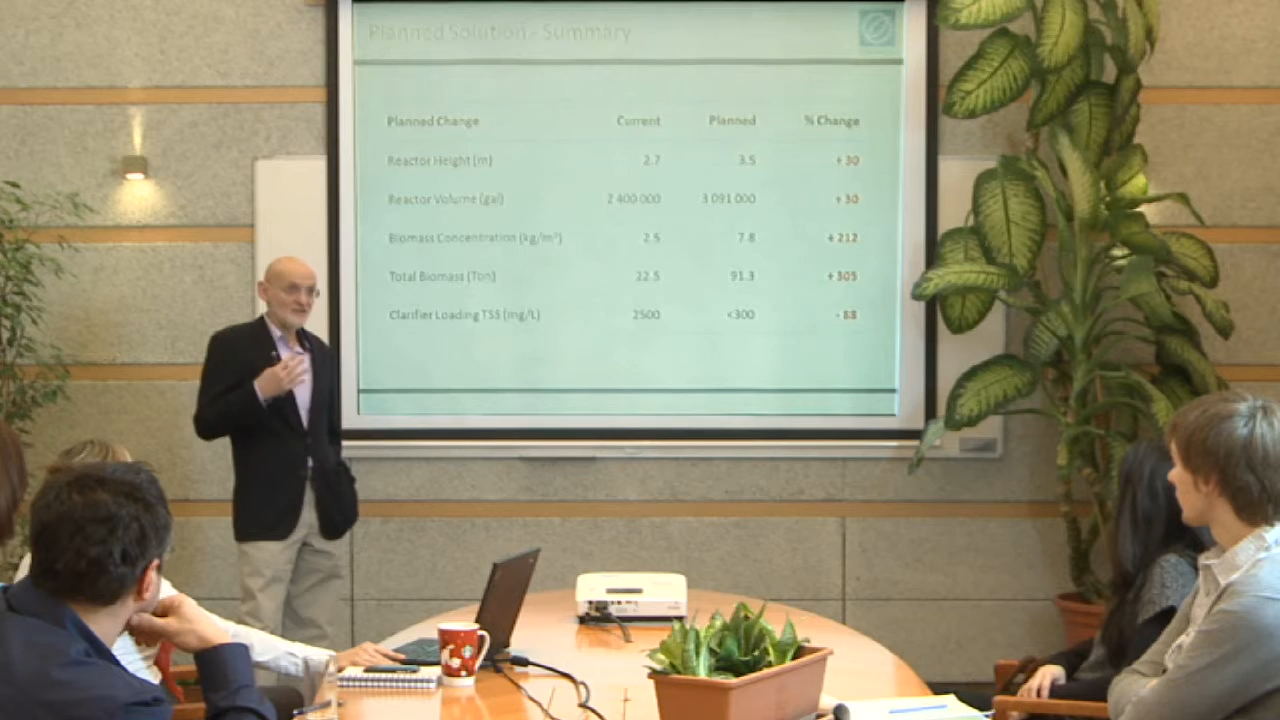 Planned Solution - Summary
Planned Change Current Planned % Change
Reactor Height (m) 2.7 3.5 +30
Reactor Volume (gal) 2 400 000 3 091 000 +30
Biomass Concentration (kg/m³) 2.5 7.8 +212
Total Biomass (Ton) 22.5 91.3 +305
Clarifier Loading TSS (mg/L) 2500 <300 - 88